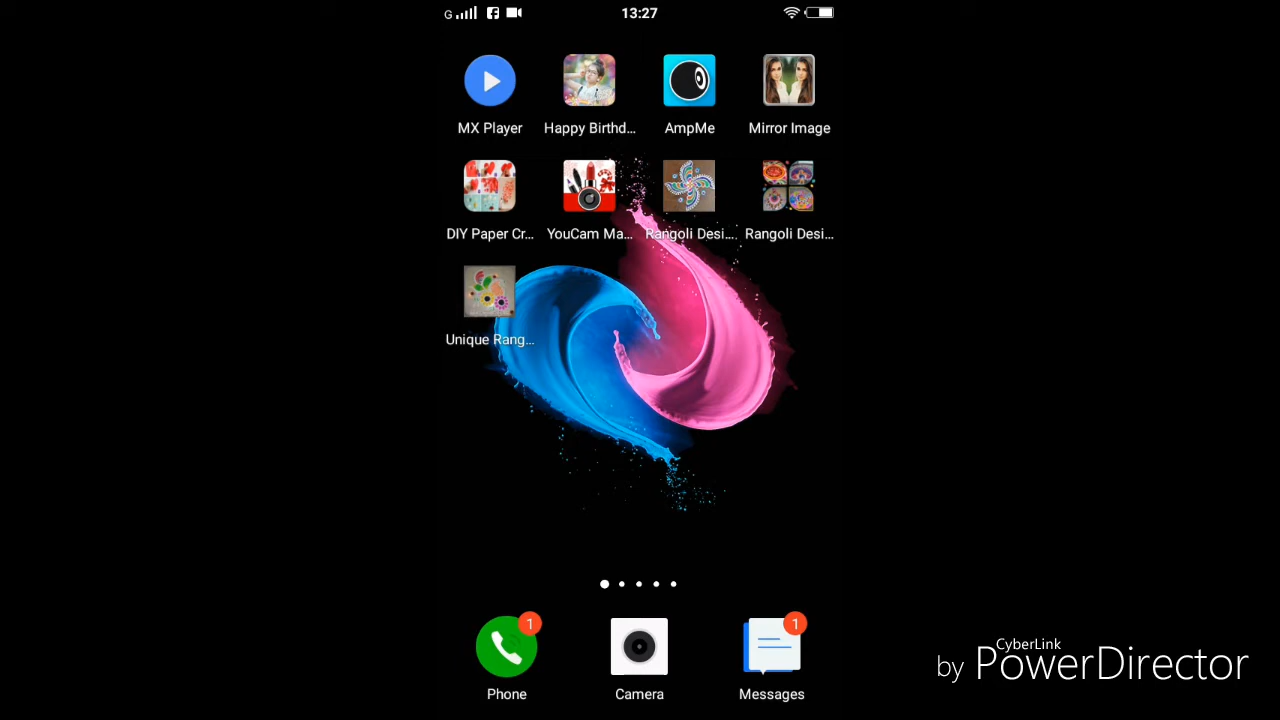 G 13:27
MX Player Happy Birthd... AmpMe Mirror Image
DIY Paper Cr... YouCam Ma... Rangoli Desi... Rangoli Desi...
Unique Rang...
1 1
Phone Camera Messages
CyberLink
by PowerDirector